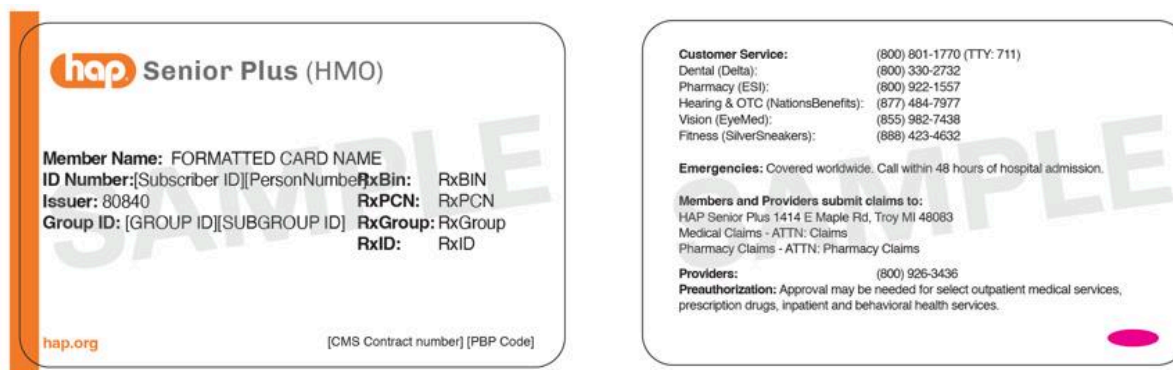 hap Senior Plus (HMO)
SAMPLE
Member Name: FORMATTED CARD NAME
ID Number:[Subscriber ID][PersonNumber] RxBin: RxBIN
Issuer: 80840 RxPCN: RxPCN
Group ID: [GROUP ID][SUBGROUP ID] RxGroup: RxGroup
RxID: RxID
hap.org [CMS Contract number] [PBP Code]
Customer Service: (800) 801-1770 (TTY: 711)
Dental (Delta): (800) 330-2732
Pharmacy (ESI): (800) 922-1557
Hearing & OTC (NationsBenefits): (877) 484-7977
Vision (EyeMed): (855) 982-7438
Fitness (SilverSneakers): (888) 423-4632
SAMPLE
Emergencies: Covered worldwide. Call within 48 hours of hospital admission.
Members and Providers submit claims to:
HAP Senior Plus 1414 E Maple Rd, Troy MI 48083
Medical Claims - ATTN: Claims
Pharmacy Claims - ATTN: Pharmacy Claims
Providers: (800) 926-3436
Preauthorization: Approval may be needed for select outpatient medical services,
prescription drugs, inpatient and behavioral health services.